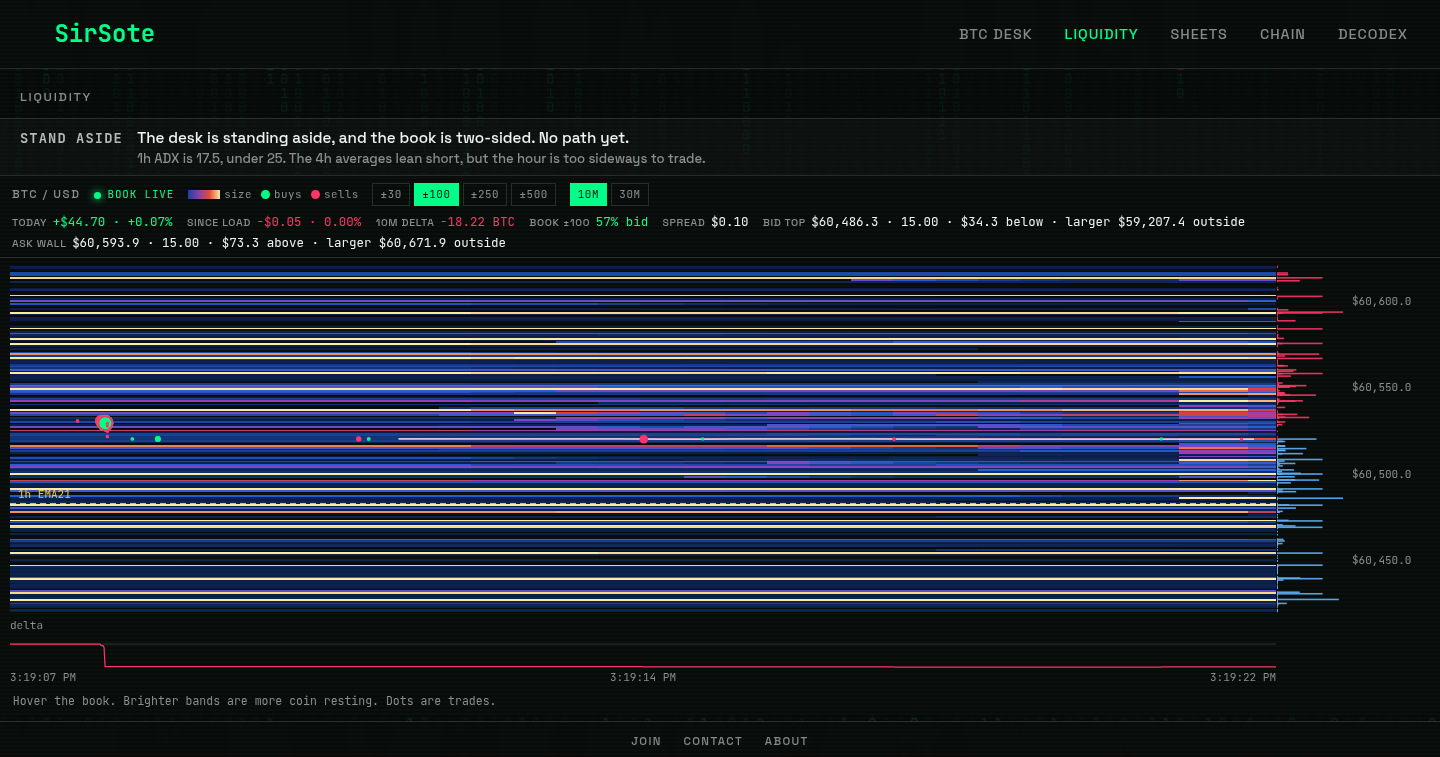 SirSote
BTC DESK LIQUIDITY SHEETS CHAIN DECODEX
LIQUIDITY
STAND ASIDE The desk is standing aside, and the book is two-sided. No path yet.
1h ADX is 17.5, under 25. The 4h averages lean short, but the hour is too sideways to trade.
BTC / USD BOOK LIVE size buys sells ±30 ±100 ±250 ±500 10M 30M
TODAY +$44.70 · +0.07% SINCE LOAD -$0.05 · 0.00% 10M DELTA -18.22 BTC BOOK ±100 57% bid SPREAD $0.10 BID TOP $60,486.3 · 15.00 · $34.3 below · larger $59,207.4 outside
ASK WALL $60,593.9 · 15.00 · $73.3 above · larger $60,671.9 outside
$60,600.0
$60,550.0
$60,500.0
1h EMA21
$60,450.0
delta
3:19:07 PM 3:19:14 PM 3:19:22 PM
Hover the book. Brighter bands are more coin resting. Dots are trades.
JOIN CONTACT ABOUT